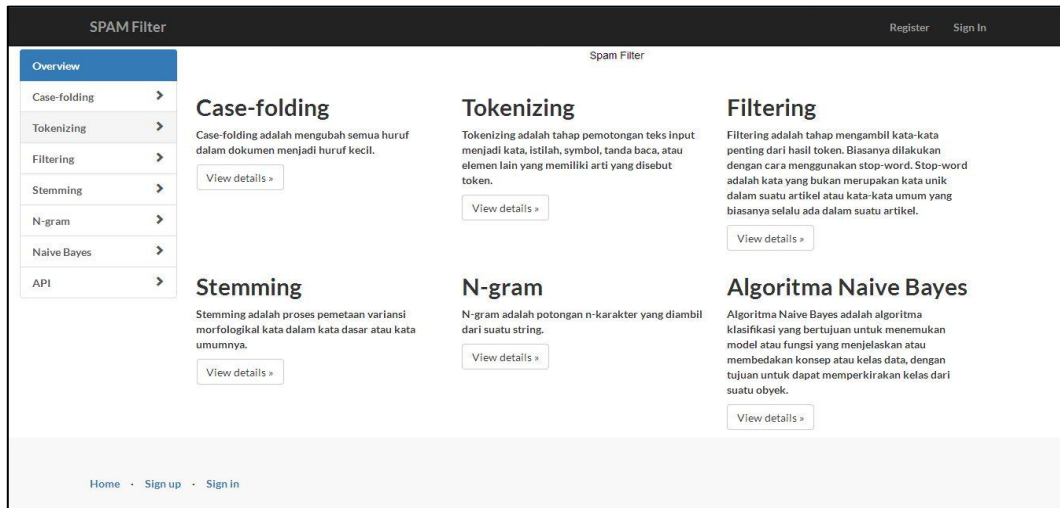 SPAM Filter
Register Sign In
Overview
Case-folding
Tokenizing
Filtering
Stemming
N-gram
Naive Bayes
API
Spam Filter
Case-folding
Case-folding adalah mengubah semua huruf
dalam dokumen menjadi huruf kecil.
View details »
Tokenizing
Tokenizing adalah tahap pemotongan teks input
menjadi kata, istilah, symbol, tanda baca, atau
elemen lain yang memiliki arti yang disebut
token.
View details »
Filtering
Filtering adalah tahap mengambil kata-kata
penting dari hasil token. Biasanya dilakukan
dengan cara menggunakan stop-word. Stop-word
adalah kata yang bukan merupakan kata unik
dalam suatu artikel atau kata-kata umum yang
biasanya selalu ada dalam suatu artikel.
View details »
Stemming
Stemming adalah proses pemetaan variansi
morfologikal kata dalam kata dasar atau kata
umumnya.
View details »
N-gram
N-gram adalah potongan n-karakter yang diambil
dari suatu string.
View details »
Algoritma Naive Bayes
Algoritma Naive Bayes adalah algoritma
klasifikasi yang bertujuan untuk menemukan
model atau fungsi yang menjelaskan atau
membedakan konsep atau kelas data, dengan
tujuan untuk dapat memperkirakan kelas dari
suatu obyek.
View details »
Home · Sign up · Sign in